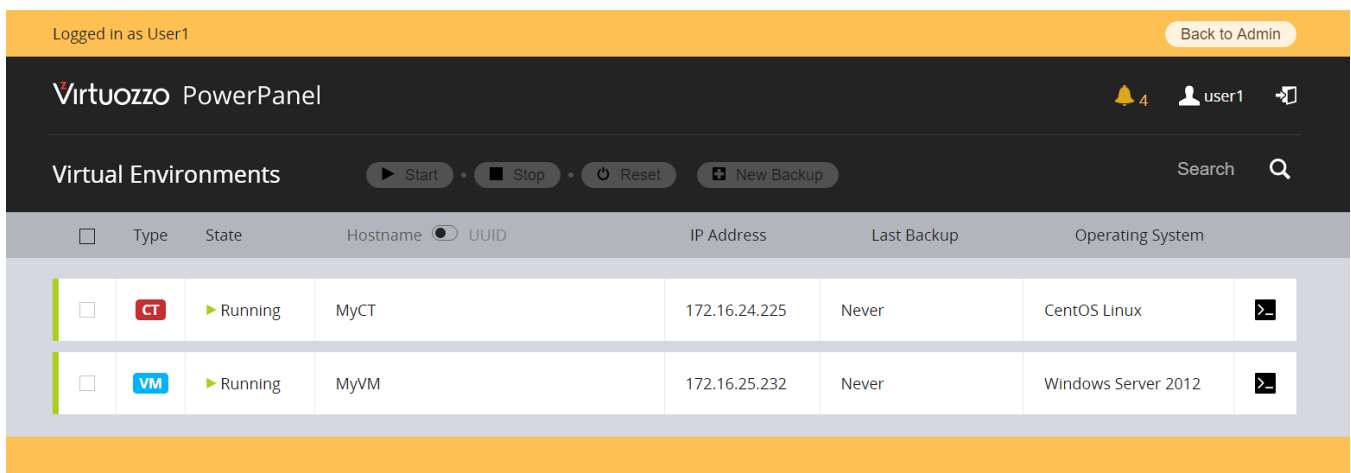 Logged in as User1 Back to Admin
Virtuozzo PowerPanel 4 user1
Virtual Environments Start Stop Reset New Backup Search
Type State Hostname UUID IP Address Last Backup Operating System
CT Running MyCT 172.16.24.225 Never CentOS Linux >_
VM Running MyVM 172.16.25.232 Never Windows Server 2012 >_